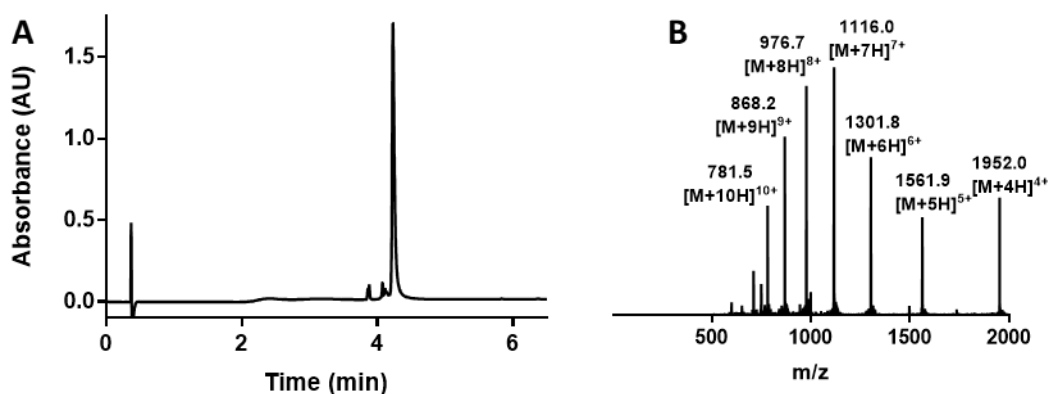 A
Absorbance (AU)
1.5
1.0
0.5
0.0
0
2
4
6
Time (min)
B
1116.0
[M+7H]7+
976.7
[M+8H]8+
868.2
[M+9H]9+
1301.8
[M+6H]6+
781.5
[M+10H]10+
1561.9
[M+5H]5+
1952.0
[M+4H]4+
500
1000
1500
2000
m/z